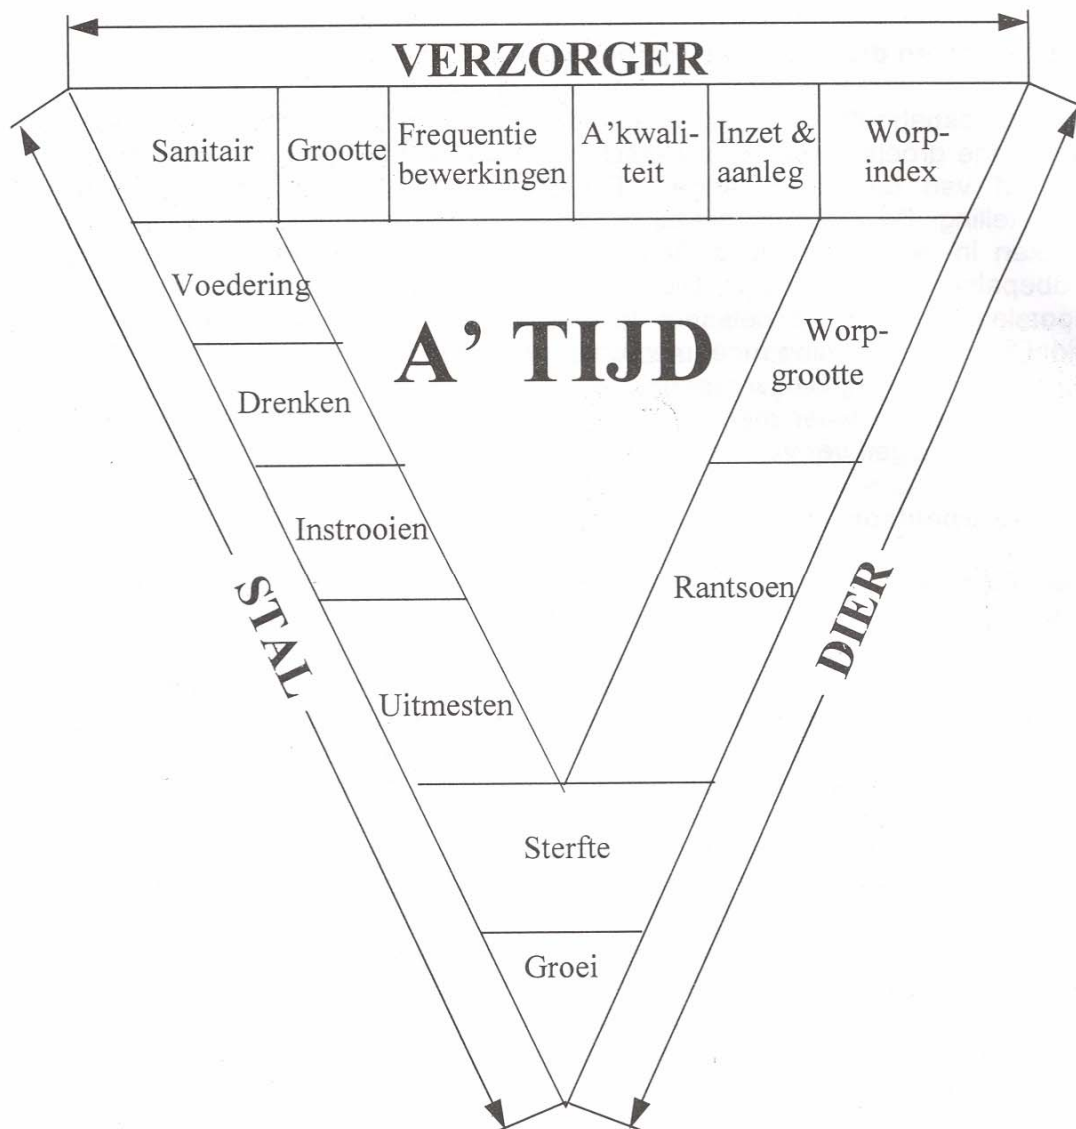 VERZORGER
Sanitair
Grootte
Frequentie
bewerkingen
A'kwali-
teit
Inzet &
aanleg
Worp-
index
Voedering
A' TIJD
Worp-
grootte
Drenken
Instrooien
Rantsoen
STAL
DIER
Uitmesten
Sterfte
Groei